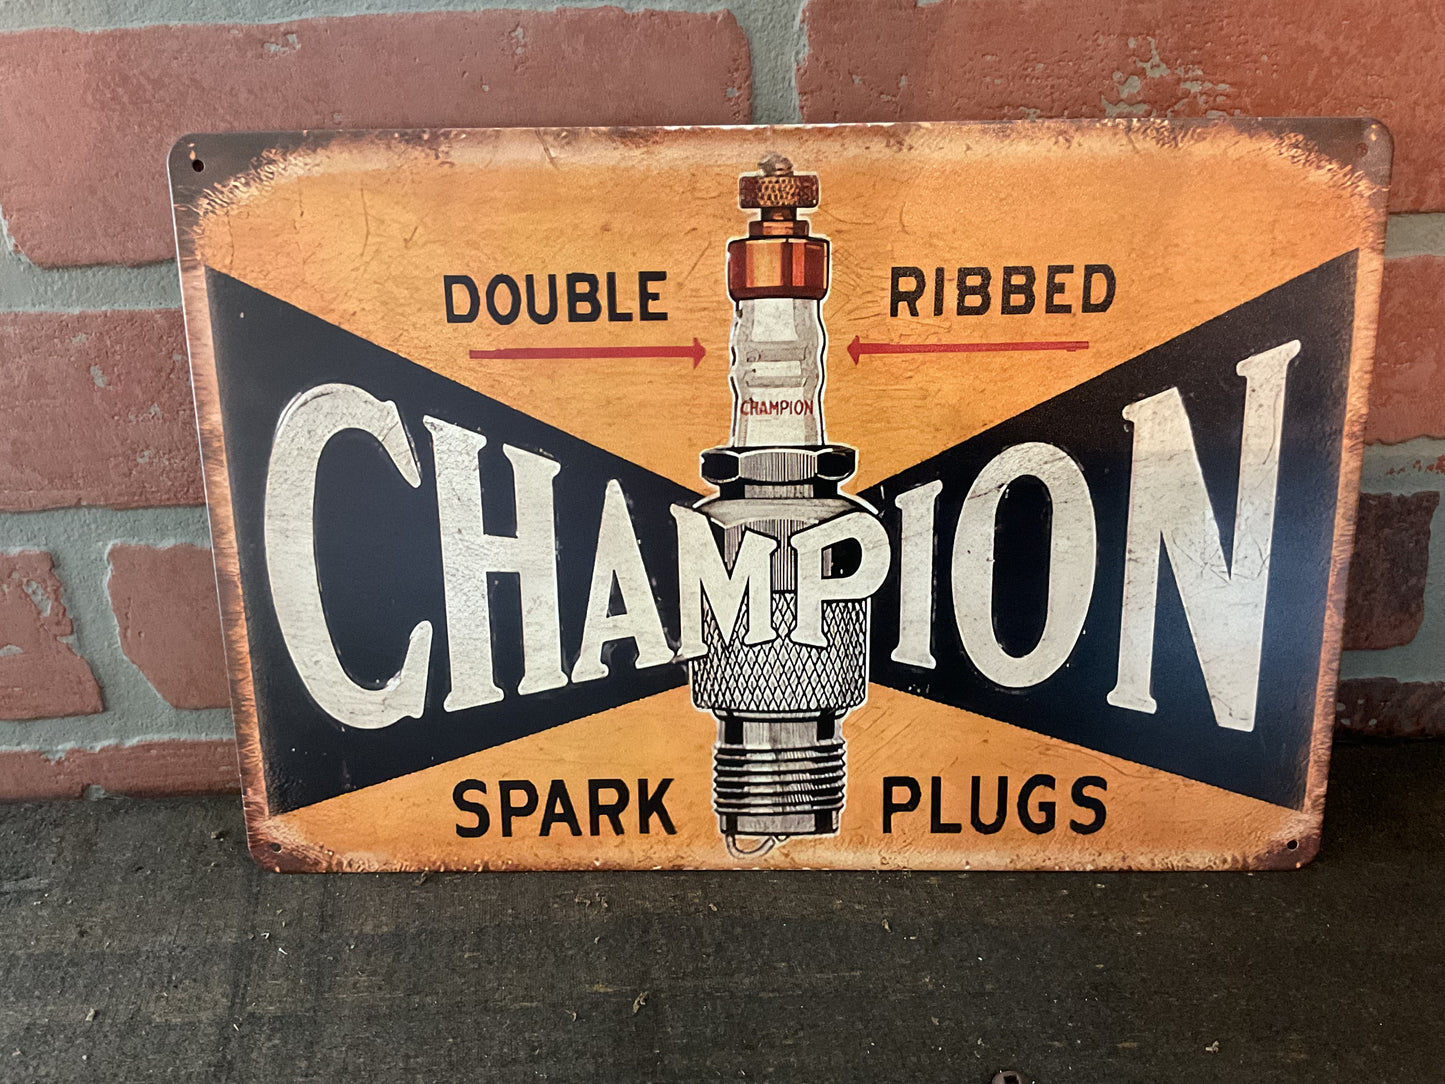 DOUBLE RIBBED
CHAMPION
CHAMPION
SPARK PLUGS